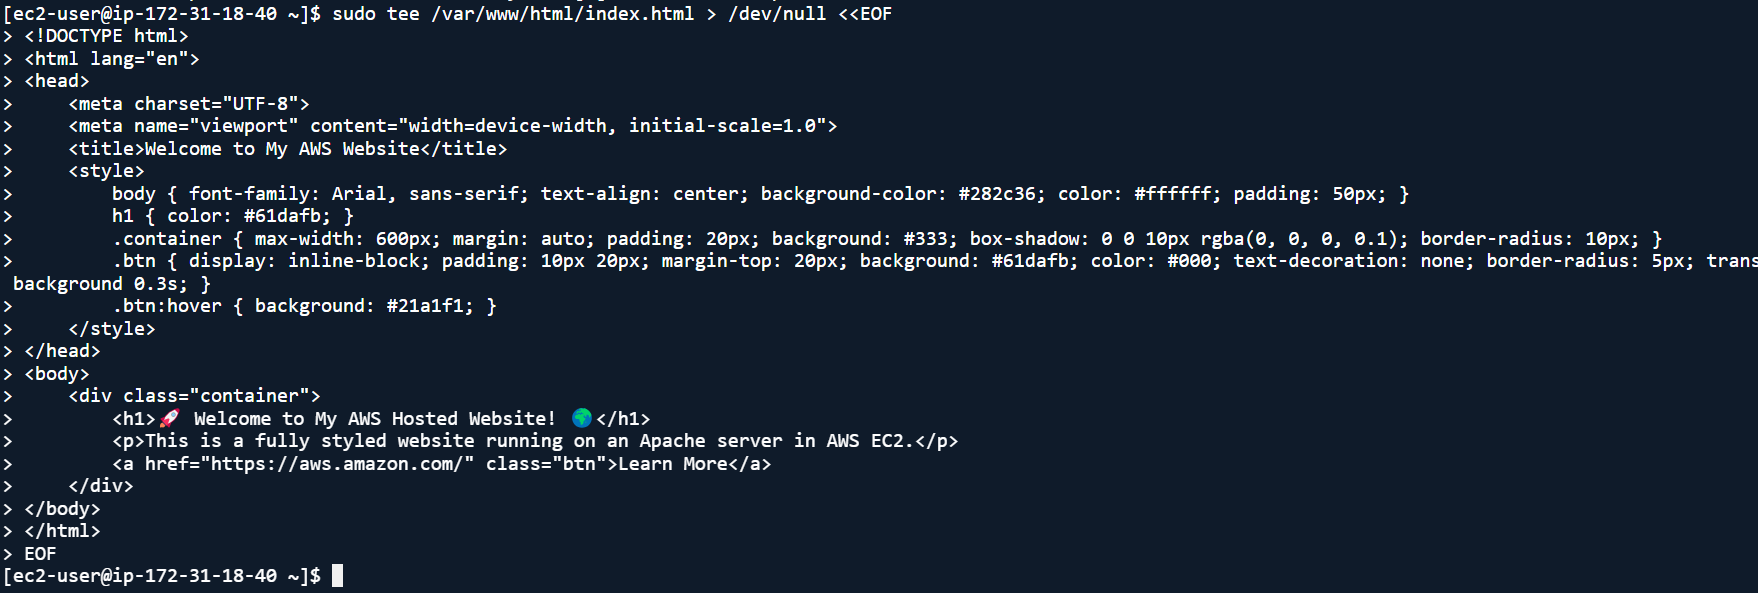 [ec2-user@ip-172-31-18-40 ~]$ sudo tee /var/www/html/index.html > /dev/null <<EOF
> <!DOCTYPE html>
> <html lang="en">
> <head>
>     <meta charset="UTF-8">
>     <meta name="viewport" content="width=device-width, initial-scale=1.0">
>     <title>Welcome to My AWS Website</title>
>     <style>
>         body { font-family: Arial, sans-serif; text-align: center; background-color: #282c36; color: #ffffff; padding: 50px; }
>         h1 { color: #61dafb; }
>         .container { max-width: 600px; margin: auto; padding: 20px; background: #333; box-shadow: 0 0 10px rgba(0, 0, 0, 0.1); border-radius: 10px; }
>         .btn { display: inline-block; padding: 10px 20px; margin-top: 20px; background: #61dafb; color: #000; text-decoration: none; border-radius: 5px; trans
 background 0.3s; }
>         .btn:hover { background: #21a1f1; }
>     </style>
> </head>
> <body>
>     <div class="container">
>         <h1>🚀 Welcome to My AWS Hosted Website! 🌍</h1>
>         <p>This is a fully styled website running on an Apache server in AWS EC2.</p>
>         <a href="https://aws.amazon.com/" class="btn">Learn More</a>
>     </div>
> </body>
> </html>
> EOF
[ec2-user@ip-172-31-18-40 ~]$